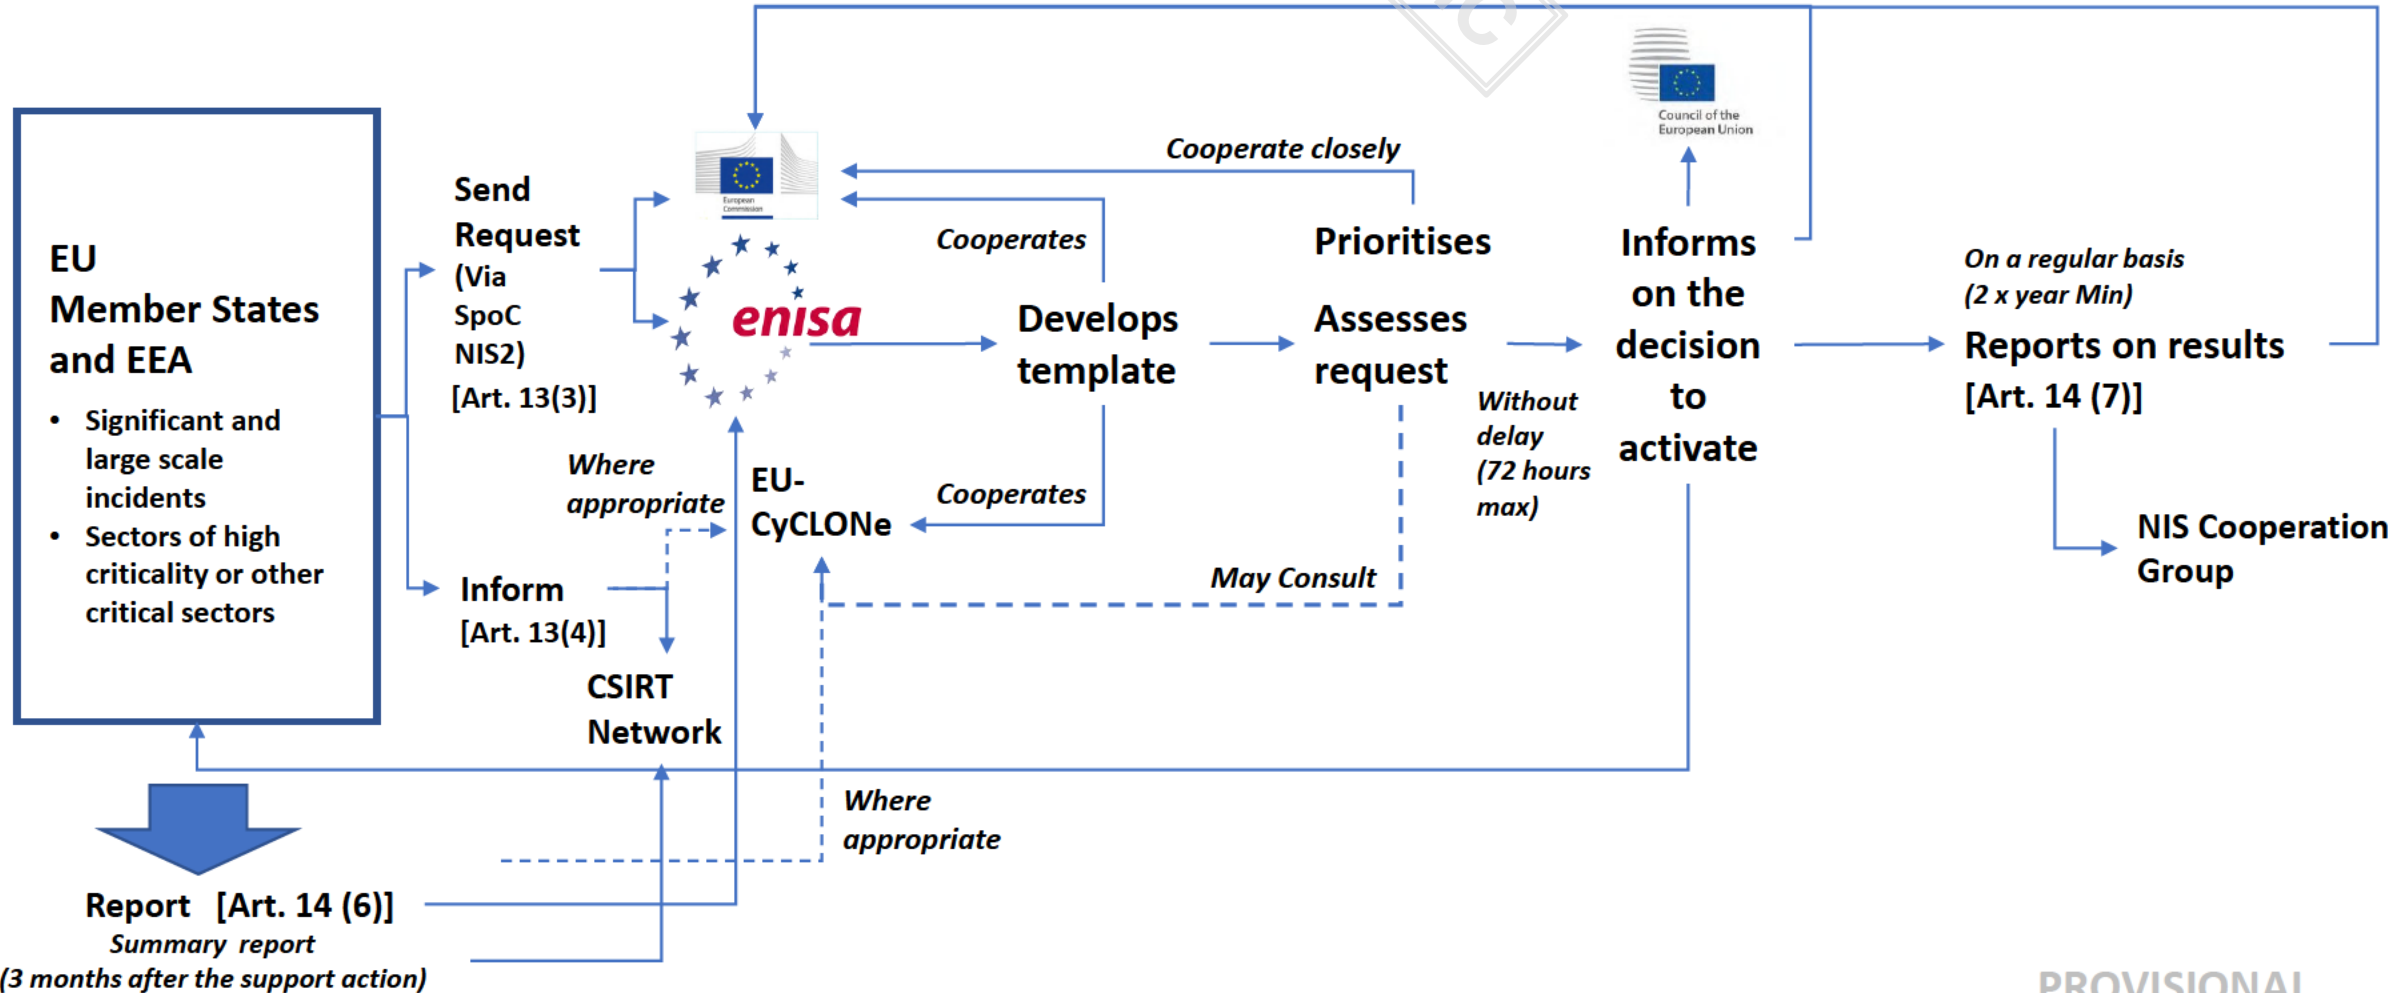 EU
Member States
and EEA
• Significant and
large scale
incidents
• Sectors of high
criticality or other
critical sectors
Send
Request
(Via
SpoC
NIS2)
[Art. 13(3)]
Inform
[Art. 13(4)]
Where
appropriate
CSIRT
Network
European
Commission
enisa
EU-
CyCLONe
Cooperate closely
Cooperates
Develops
template
Cooperates
Prioritises
Assesses
request
May Consult
Without
delay
(72 hours
max)
Council of the
European Union
Informs
on the
decision
to
activate
On a regular basis
(2 x year Min)
Reports on results
[Art. 14 (7)]
NIS Cooperation
Group
Where
appropriate
Report [Art. 14 (6)]
Summary report
(3 months after the support action)
PROVISIONAL
C